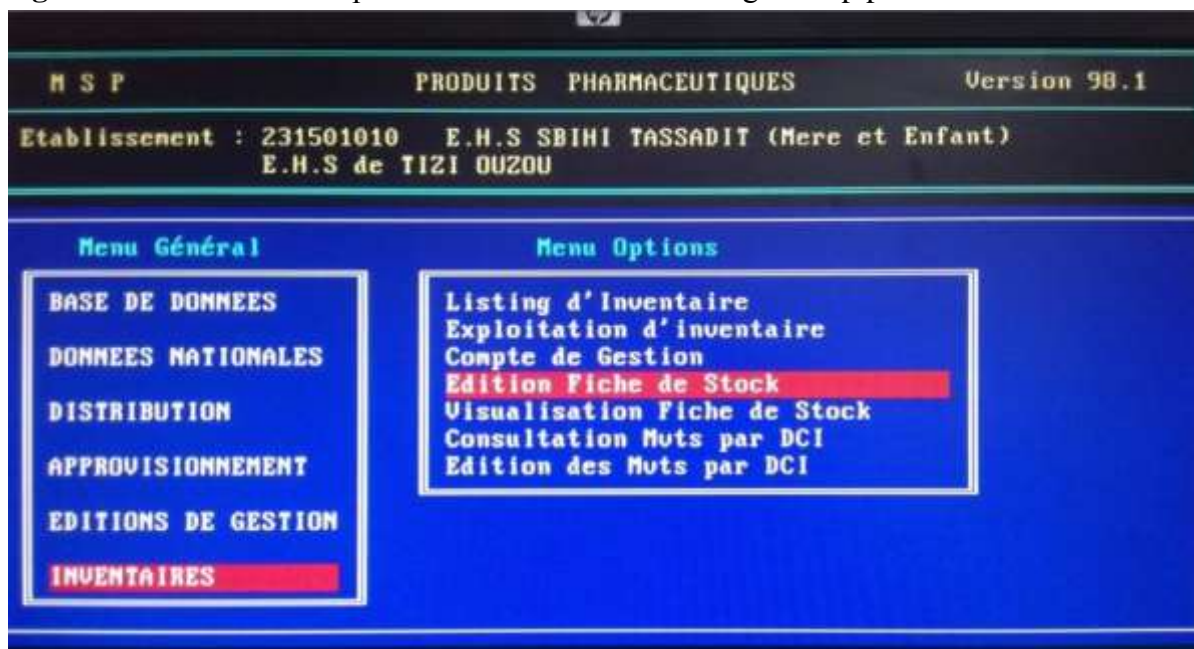 M S P PRODUITS PHARMACEUTIQUES Version 98.1
Etablissement : 231501010 E.H.S SBIHI TASSADIT (Mere et Enfant)
E.H.S de TIZI OUZOU
Menu Général
BASE DE DONNEES
DONNEES NATIONALES
DISTRIBUTION
APPROVISIONNEMENT
EDITIONS DE GESTION
INVENTAIRES
Menu Options
Listing d'Inventaire
Exploitation d'inventaire
Compte de Gestion
Edition Fiche de Stock
Visualisation Fiche de Stock
Consultation Mvts par DCI
Edition des Mvts par DCI